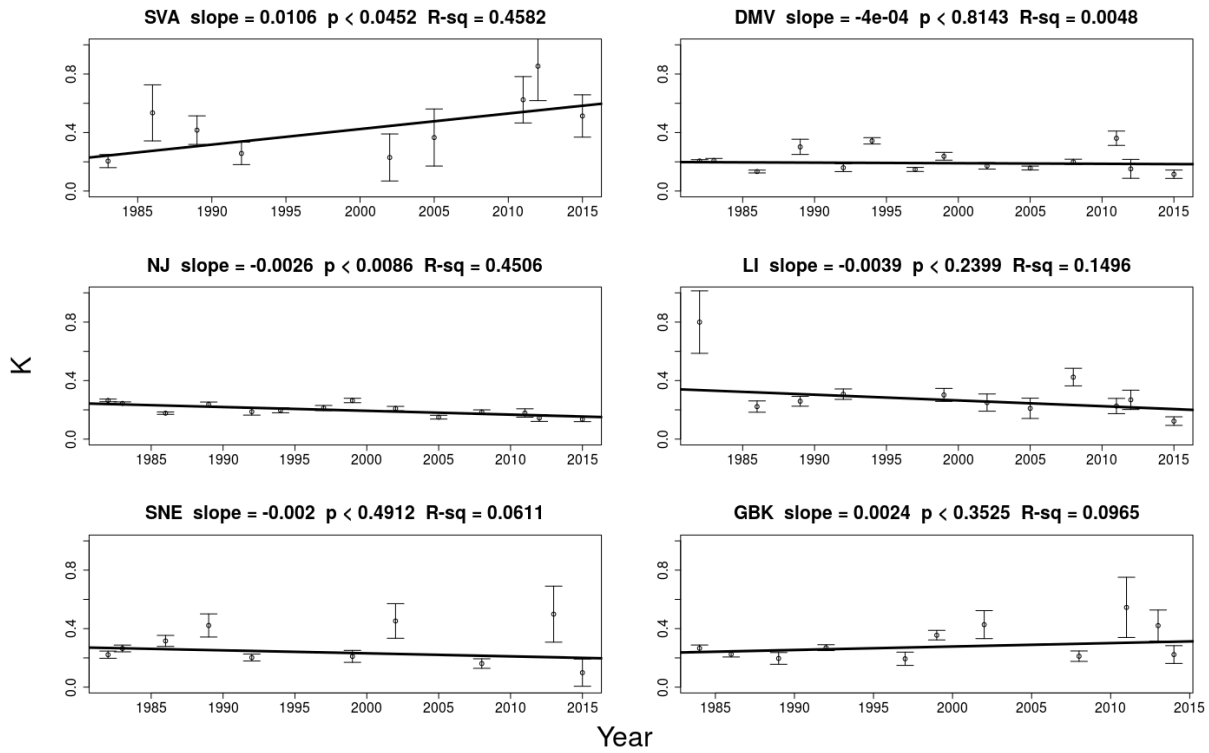 SVA slope = 0.0106 p < 0.0452 R-sq = 0.4582
0.0 0.4 0.8
1985 1990 1995 2000 2005 2010 2015
DMV slope = -4e-04 p < 0.8143 R-sq = 0.0048
0.0 0.4 0.8
1985 1990 1995 2000 2005 2010 2015
NJ slope = -0.0026 p < 0.0086 R-sq = 0.4506
0.0 0.4 0.8
1985 1990 1995 2000 2005 2010 2015
LI slope = -0.0039 p < 0.2399 R-sq = 0.1496
0.0 0.4 0.8
1985 1990 1995 2000 2005 2010 2015
K
SNE slope = -0.002 p < 0.4912 R-sq = 0.0611
0.0 0.4 0.8
1985 1990 1995 2000 2005 2010 2015
GBK slope = 0.0024 p < 0.3525 R-sq = 0.0965
0.0 0.4 0.8
1985 1990 1995 2000 2005 2010 2015
Year